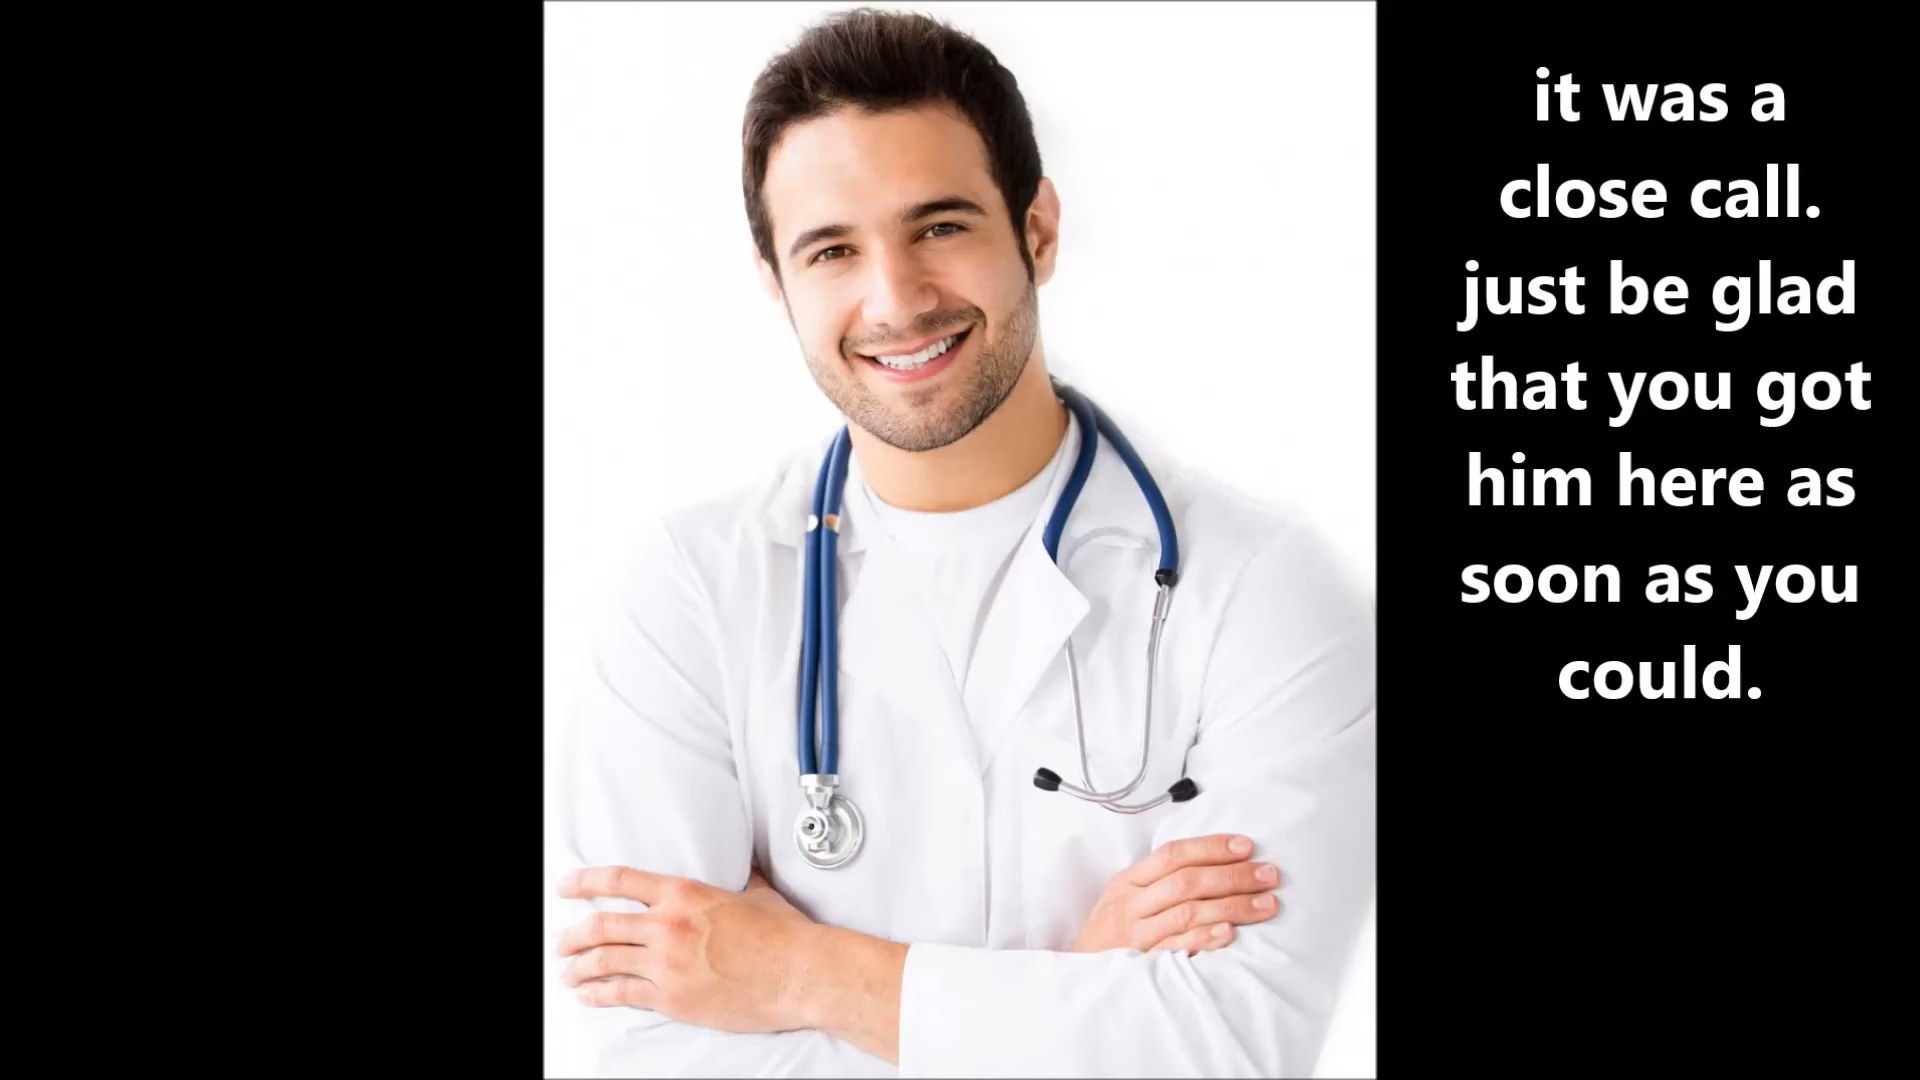 it was a
close call.
just be glad
that you got
him here as
soon as you
could.